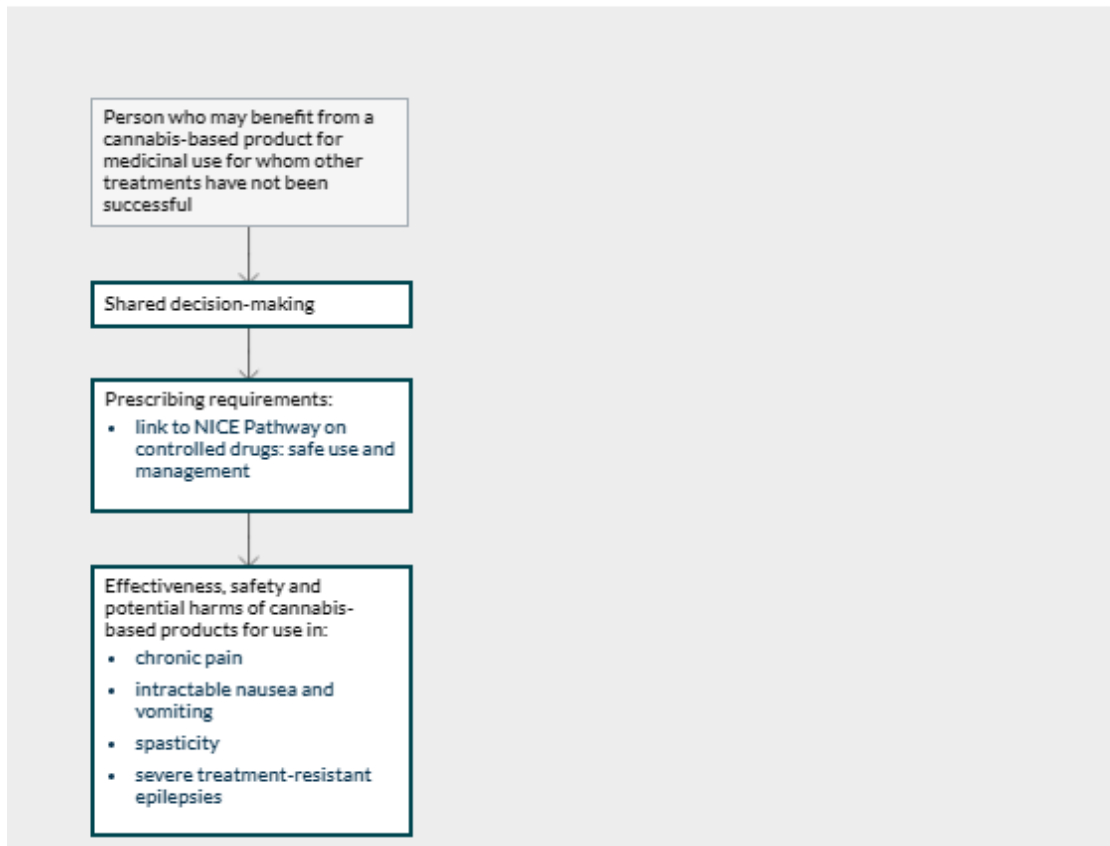 Person who may benefit from a
cannabis-based product for
medicinal use for whom other
treatments have not been
successful
Shared decision-making
Prescribing requirements:
• link to NICE Pathway on
controlled drugs: safe use and
management
Effectiveness, safety and
potential harms of cannabis-
based products for use in:
• chronic pain
• intractable nausea and
vomiting
• spasticity
• severe treatment-resistant
epilepsies